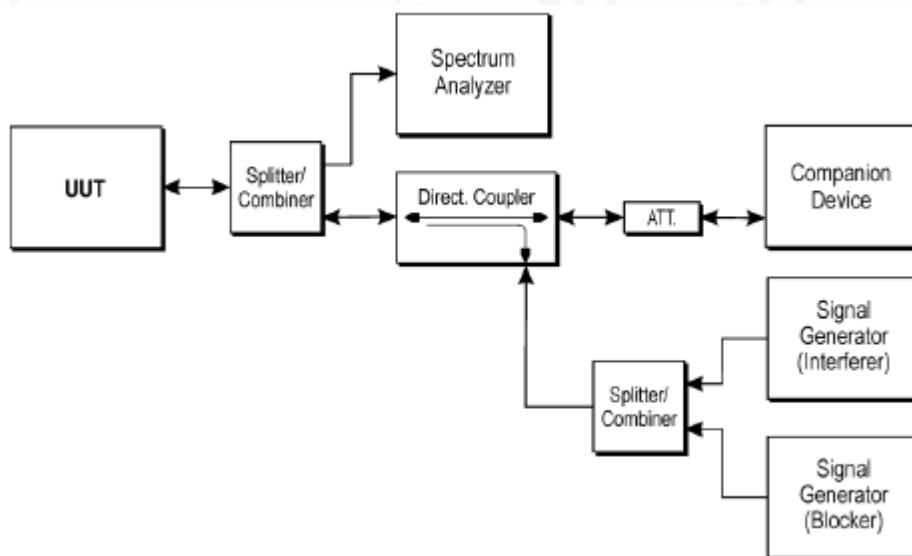 Spectrum
Analyzer
UUT
Splitter/
Combiner
Direct. Coupler
ATT.
Companion
Device
Signal
Generator
(Interferer)
Splitter/
Combiner
Signal
Generator
(Blocker)